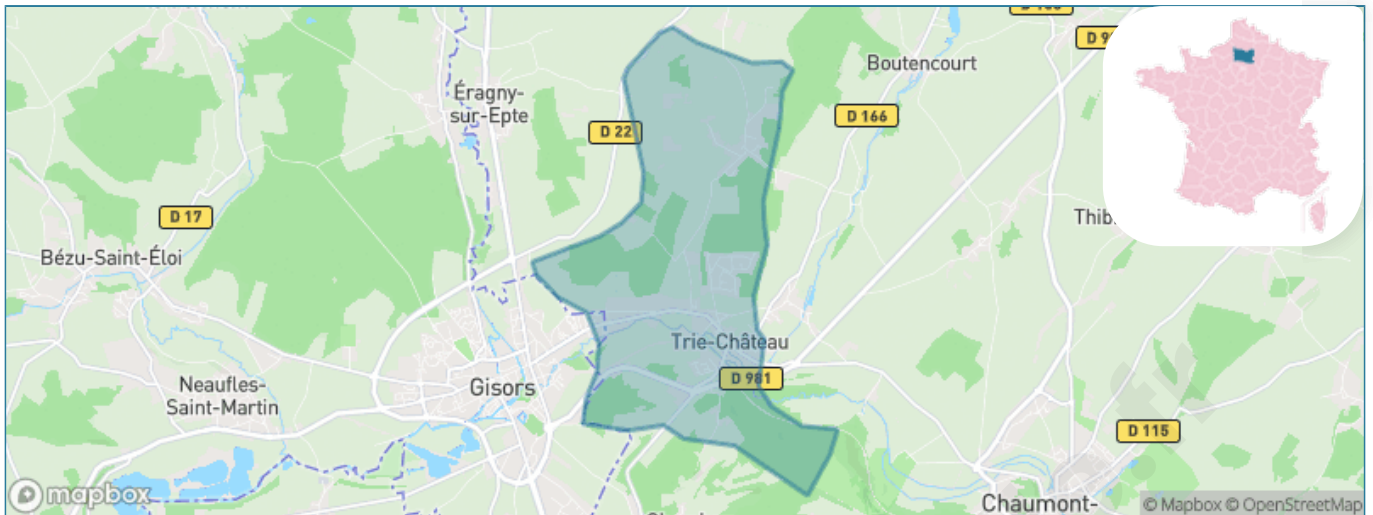 Boutencourt
Éragny-
sur-Epte
D 166
D 22
D 17
Bézu-Saint-Éloi
Trie-Château
D 981
Neaufles-
Saint-Martin
Gisors
D 115
Chaumont-
mapbox
© Mapbox © OpenStreetMap